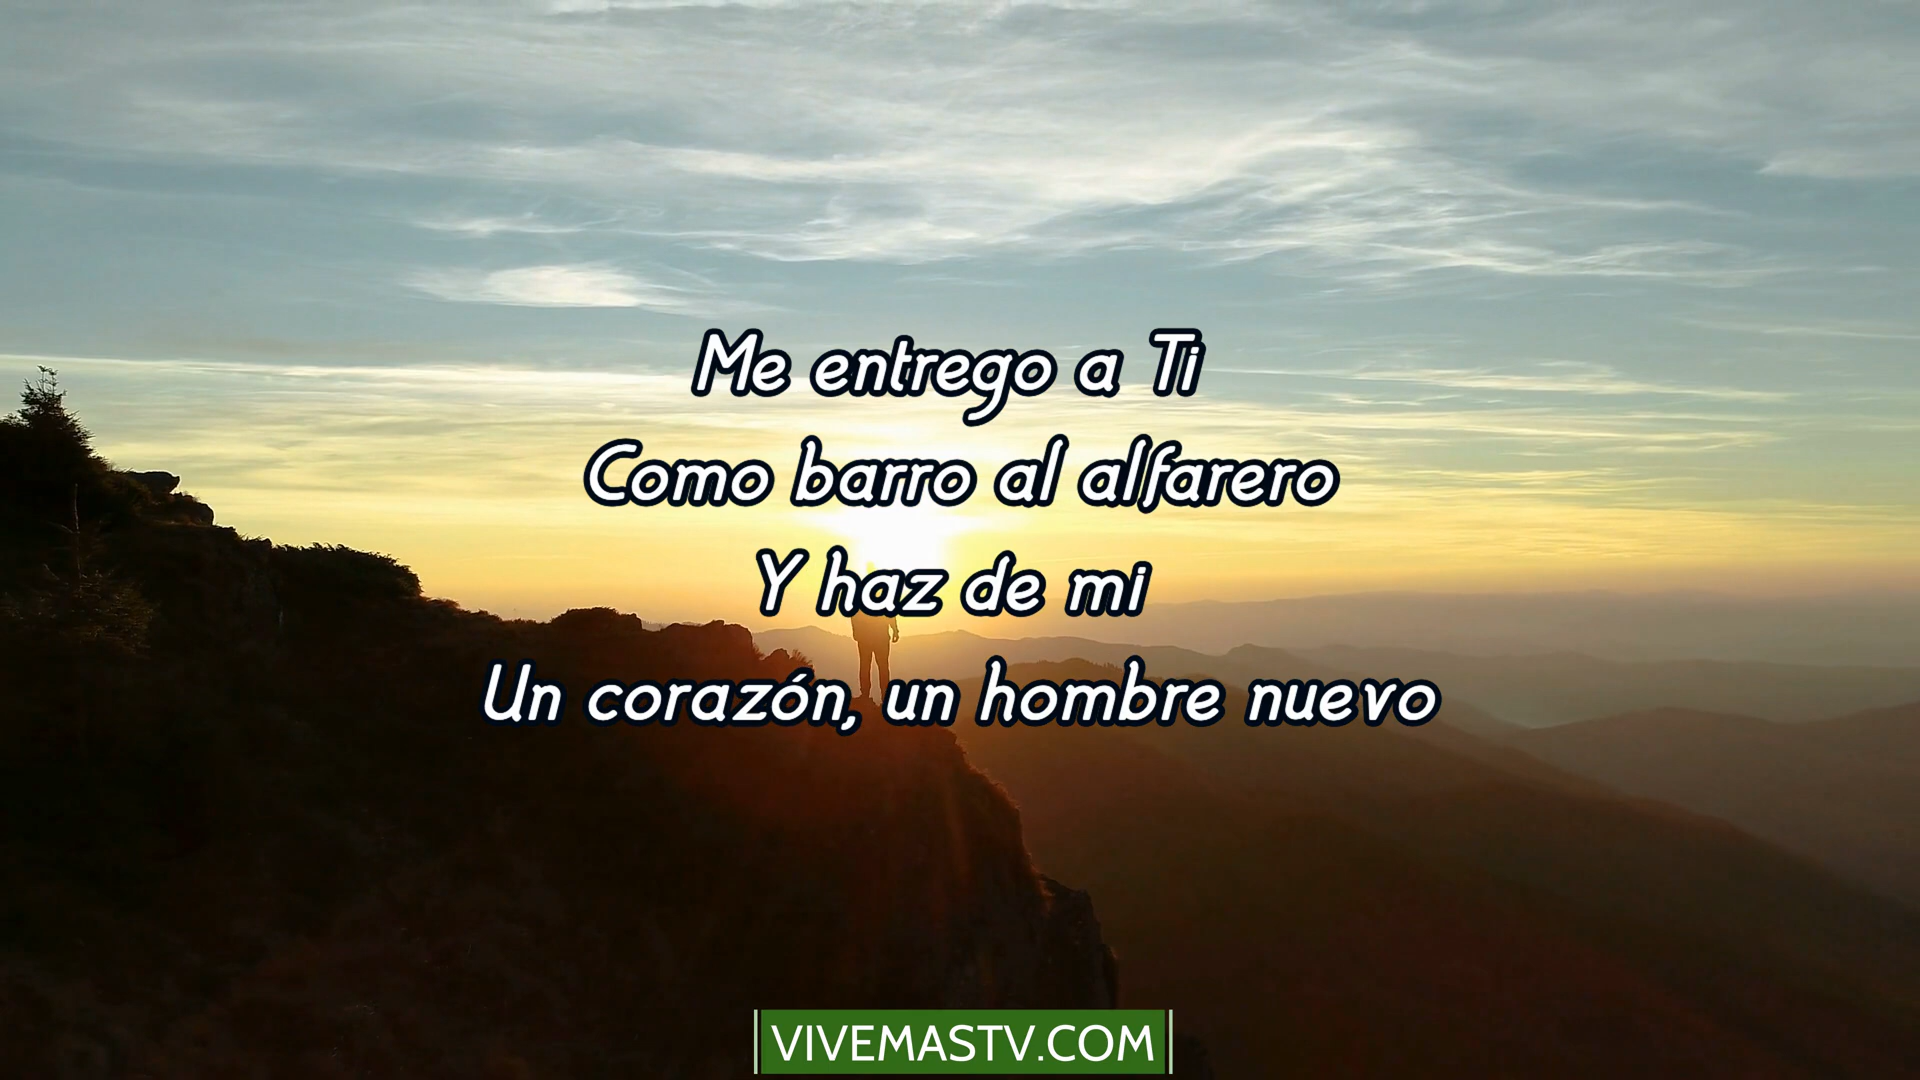 Me entrego a Ti
Como barro al alfarero
Y haz de mi
Un corazón, un hombre nuevo
VIVEMASTV.COM